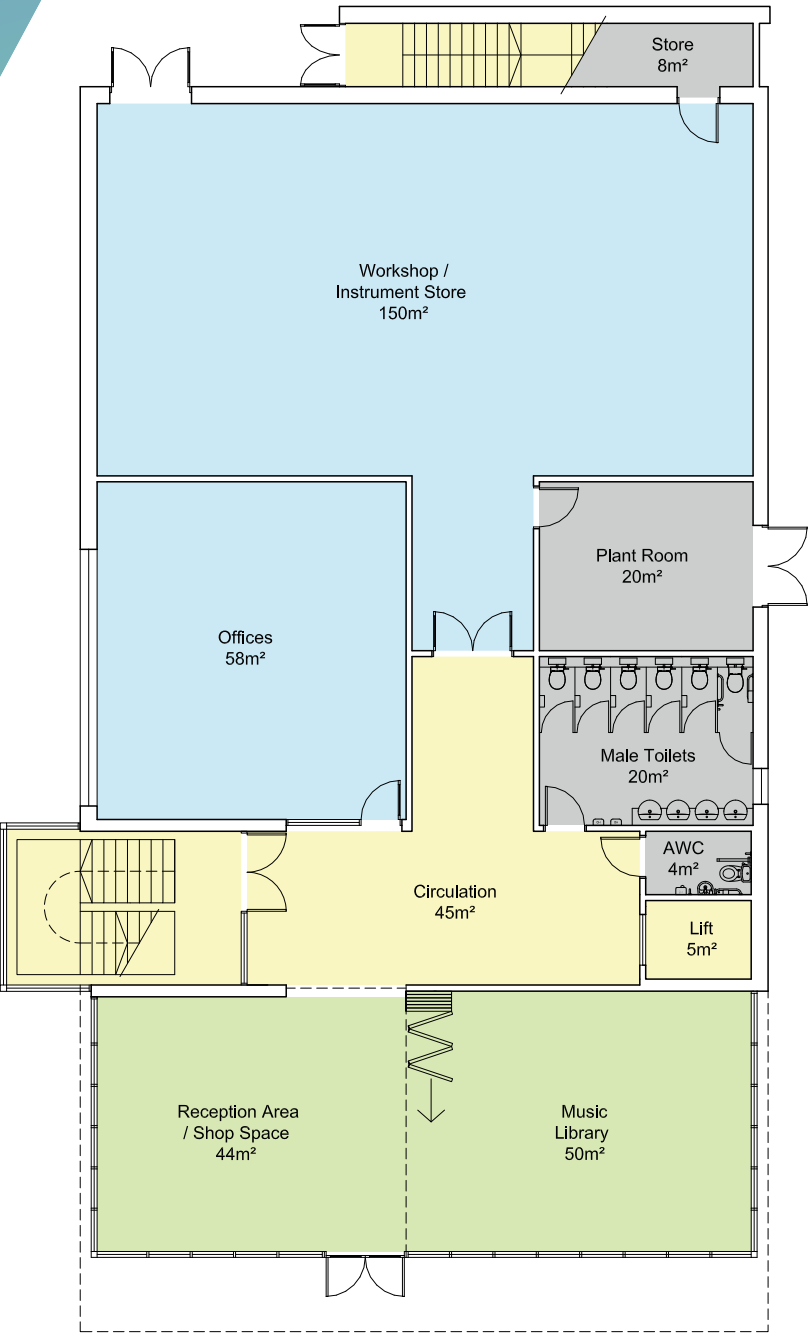 Store
8m²
Workshop /
Instrument Store
150m²
Plant Room
20m²
Offices
58m²
Male Toilets
20m²
AWC
4m²
Circulation
45m²
Lift
5m²
Reception Area
/ Shop Space
44m²
Music
Library
50m²